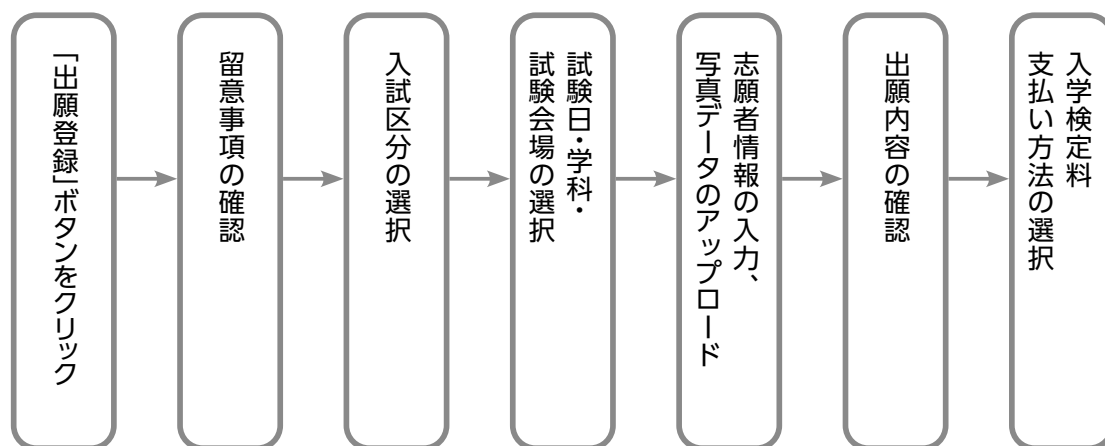 「出願登録」ボタンをクリック
留意事項の確認
入試区分の選択
試験日・学科・
試験会場の選択
志願者情報の入力、
写真データのアップロード
出願内容の確認
入学検定料
支払い方法の選択